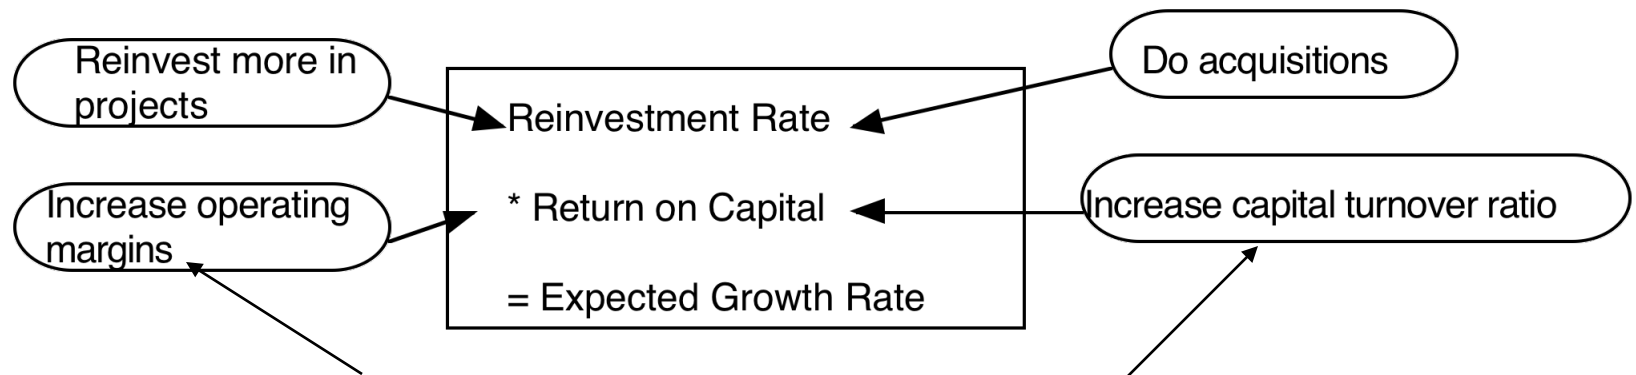 Reinvest more in
projects
Do acquisitions
Reinvestment Rate
Increase operating
margins
* Return on Capital
Increase capital turnover ratio
= Expected Growth Rate